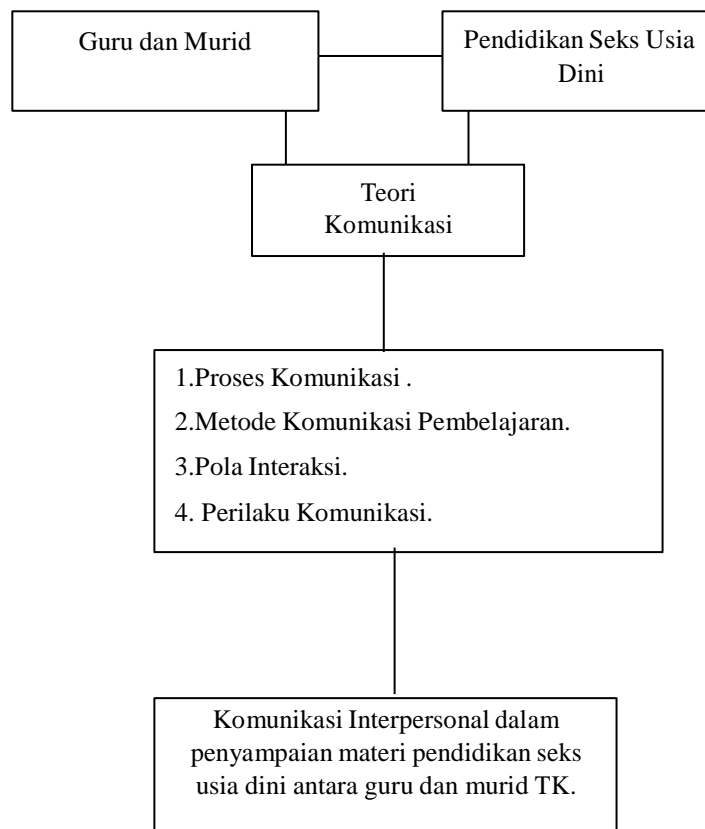 Guru dan Murid
Pendidikan Seks Usia
Dini
Teori
Komunikasi
1.Proses Komunikasi .
2.Metode Komunikasi Pembelajaran.
3.Pola Interaksi.
4. Perilaku Komunikasi.
Komunikasi Interpersonal dalam
penyampaian materi pendidikan seks
usia dini antara guru dan murid TK.